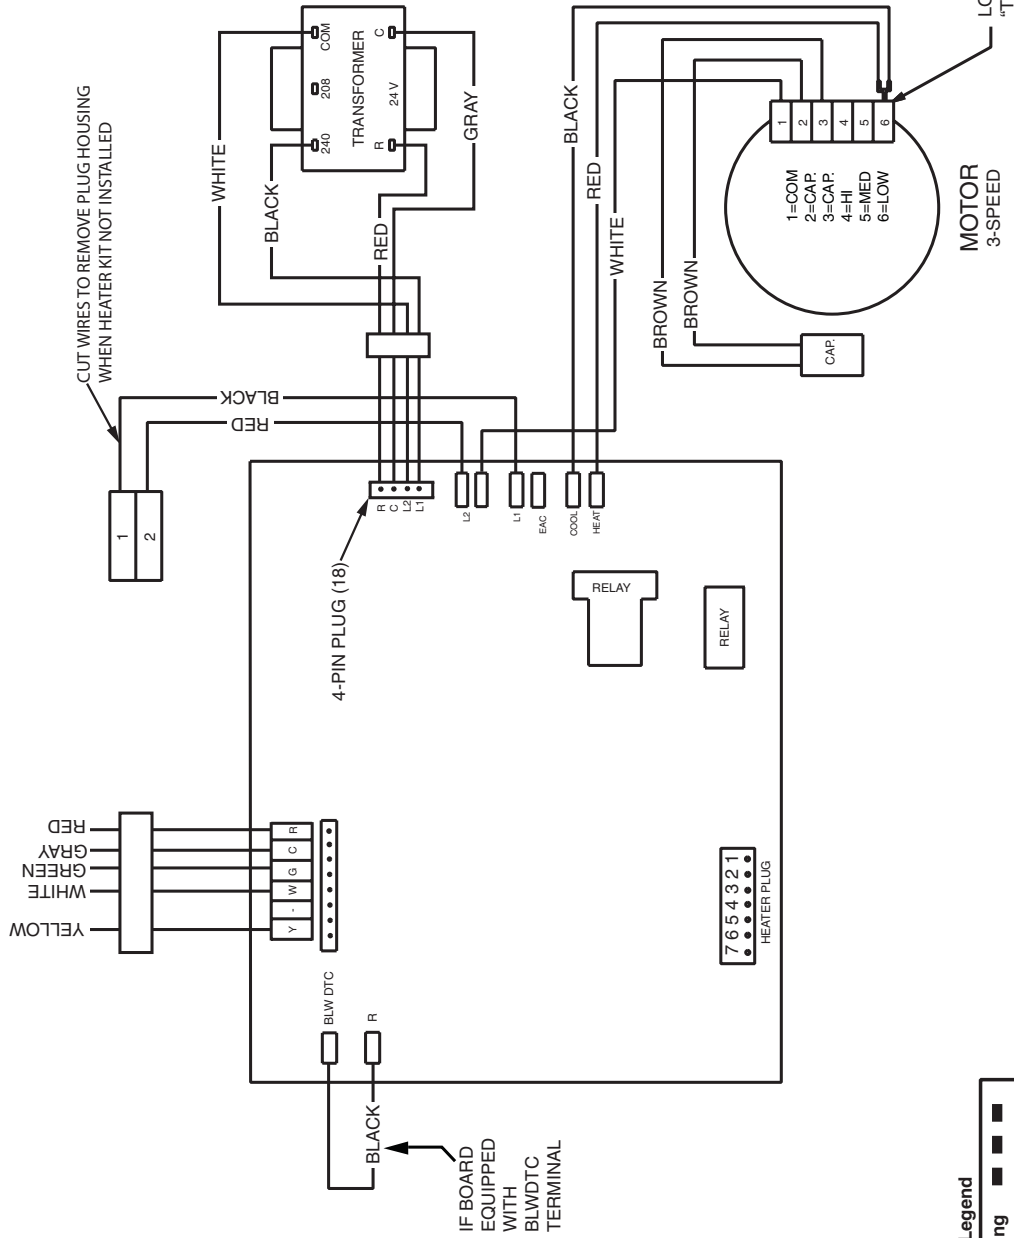 CUT WIRES TO REMOVE PLUG HOUSING
WHEN HEATER KIT NOT INSTALLED
1
2
BLACK
RED
WHITE
BLACK
RED
GRAY
TRANSFORMER
COM
208
240
C
24 V
R
4-PIN PLUG (18)
R
C
L2
L1
L2
L1
EAC
COOL
HEAT
BLACK
RED
WHITE
BROWN
BROWN
CAP.
1
2
3
4
5
6
1=COM
2=CAP.
3=CAP.
4=HI
5=MED
6=LOW
MOTOR
3-SPEED
RELAY
RELAY
7 6 5 4 3 2 1
HEATER PLUG
RED
GRAY
GREEN
WHITE
YELLOW
R
C
G
W
-
Y
BLW DTC
R
BLACK
IF BOARD
EQUIPPED
WITH
BLWDTC
TERMINAL
Legend